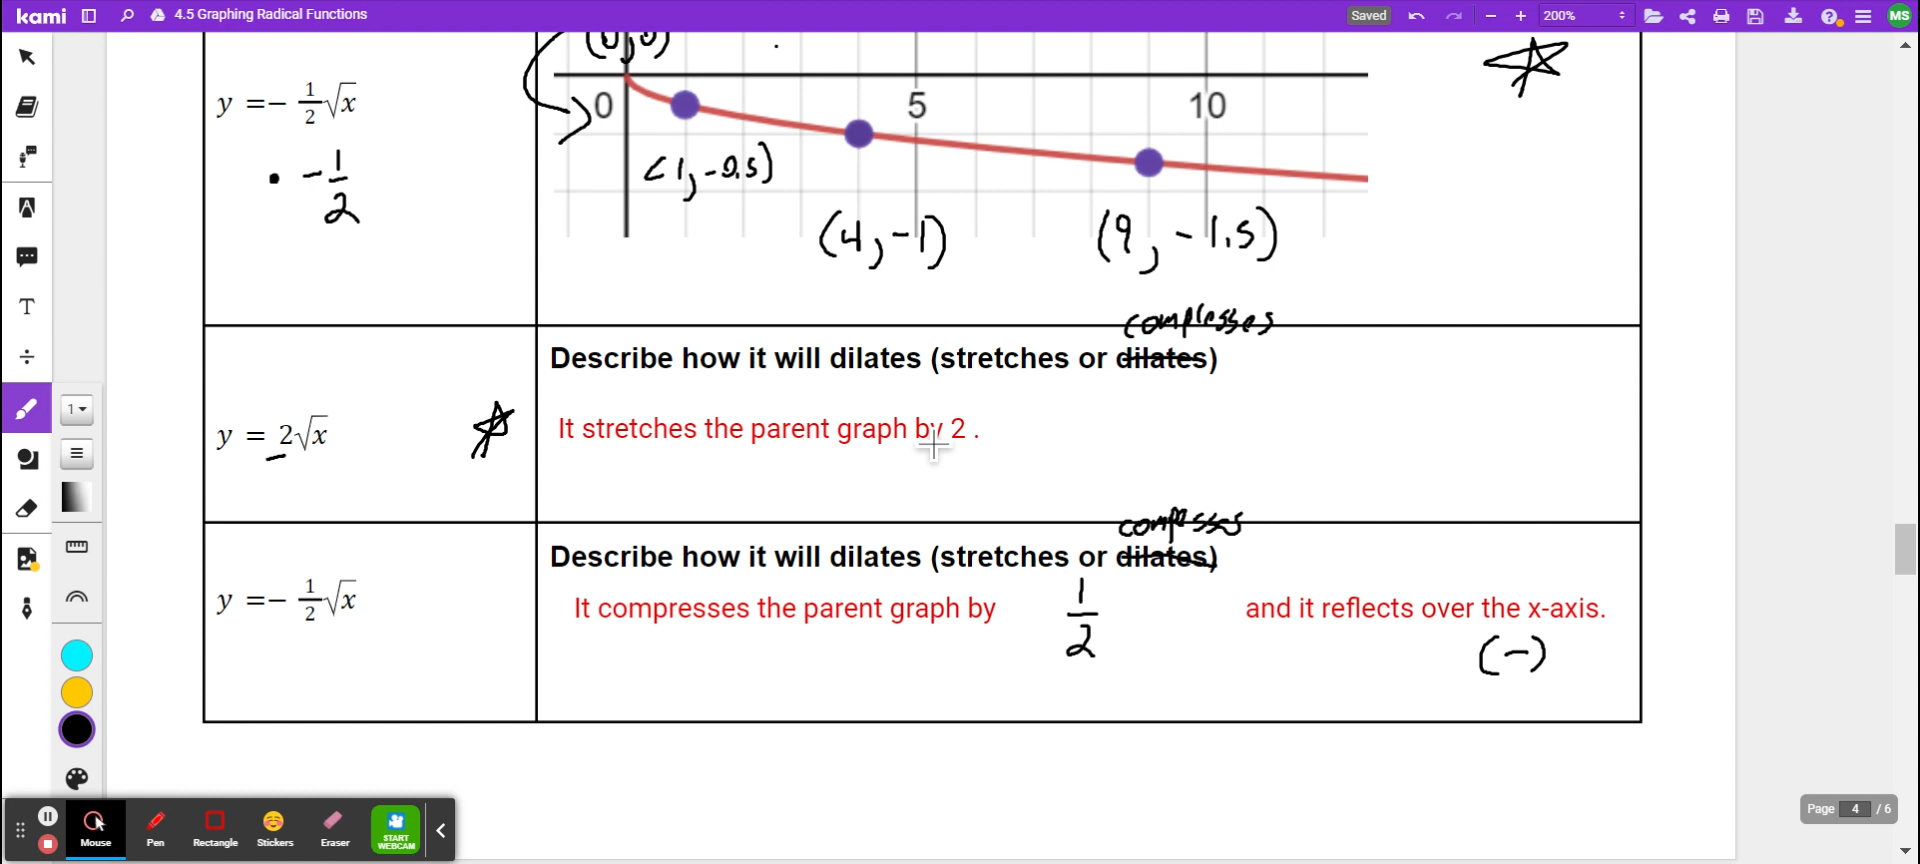 kami
4.5 Graphing Radical Functions
Saved
200%
MS
(0,0)
y = - 1/2 √x
0 5 10
• - 1/2
(1, -0.5)
(4, -1)
(9, -1.5)
compresses
Describe how it will dilates (stretches or dilates)
y = 2√x
It stretches the parent graph by 2 .
compresses
Describe how it will dilates (stretches or dilates)
y = - 1/2 √x
It compresses the parent graph by 1/2 and it reflects over the x-axis.
(-)
1
T
Page 4 / 6
Mouse
Pen
Rectangle
Stickers
Eraser
START
WEBCAM